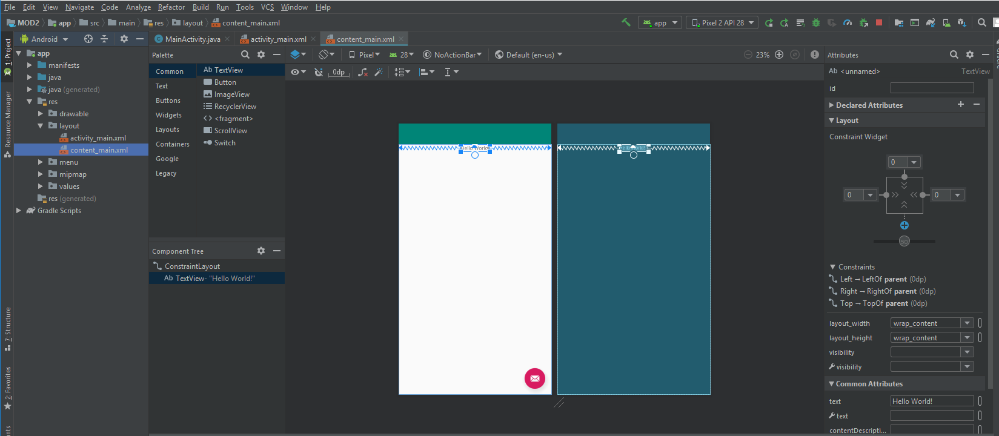 File Edit View Navigate Code Analyze Refactor Build Run Tools VCS Window Help
MOD2 app src main res layout content_main.xml app Pixel 2 API 28
1: Project
Resource Manager
7: Structure
2: Favorites
Android
app
manifests
java
java (generated)
res
drawable
layout
activity_main.xml
content_main.xml
menu
mipmap
values
res (generated)
Gradle Scripts
MainActivity.java activity_main.xml content_main.xml
Palette
Common
Text
Buttons
Widgets
Layouts
Containers
Google
Legacy
Ab TextView
Button
ImageView
RecyclerView
<fragment>
ScrollView
Switch
Component Tree
ConstraintLayout
Ab TextView- "Hello World!"
Pixel 28 NoActionBar Default (en-us) 23%
0dp
Hello World!
Hello World!
Attributes
Ab <unnamed> TextView
id
Declared Attributes
Layout
Constraint Widget
0
0 0
50
Constraints
Left → LeftOf parent (0dp)
Right → RightOf parent (0dp)
Top → TopOf parent (0dp)
layout_width wrap_content
layout_height wrap_content
visibility
visibility
Common Attributes
text Hello World!
text
contentDescripti...